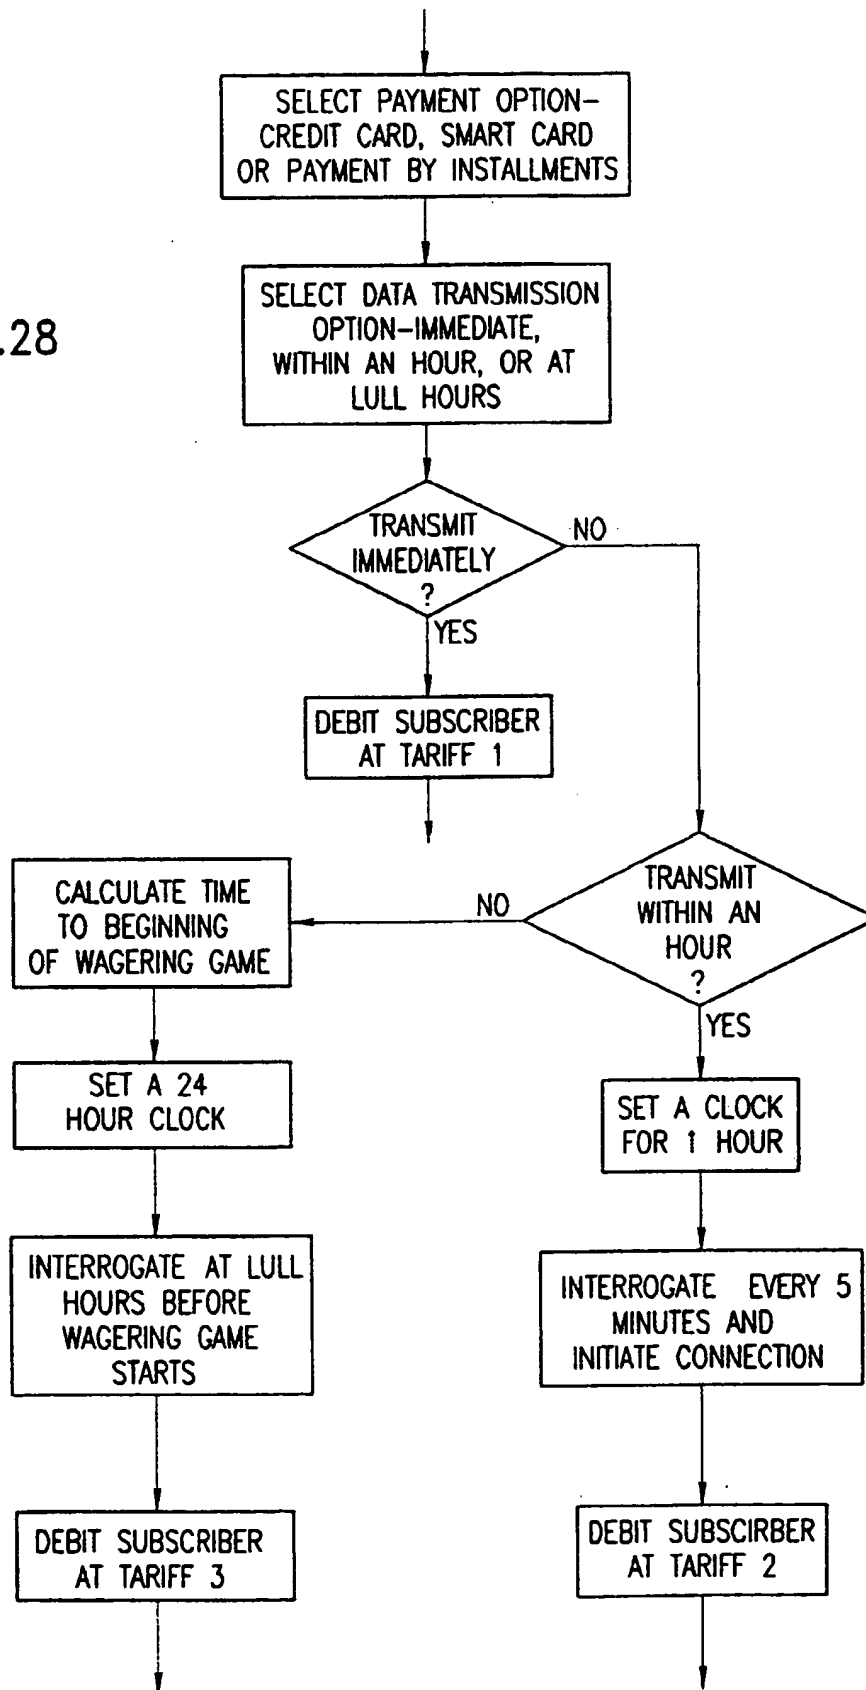 SELECT PAYMENT OPTION-
CREDIT CARD, SMART CARD
OR PAYMENT BY INSTALLMENTS
SELECT DATA TRANSMISSION
OPTION-IMMEDIATE,
WITHIN AN HOUR, OR AT
LULL HOURS
.28
TRANSMIT
IMMEDIATELY
?
NO
YES
DEBIT SUBSCRIBER
AT TARIFF 1
TRANSMIT
WITHIN AN
HOUR
?
NO
YES
CALCULATE TIME
TO BEGINNING
OF WAGERING GAME
SET A 24
HOUR CLOCK
SET A CLOCK
FOR 1 HOUR
INTERROGATE AT LULL
HOURS BEFORE
WAGERING GAME
STARTS
INTERROGATE EVERY 5
MINUTES AND
INITIATE CONNECTION
DEBIT SUBSCRIBER
AT TARIFF 3
DEBIT SUBSCIRBER
AT TARIFF 2